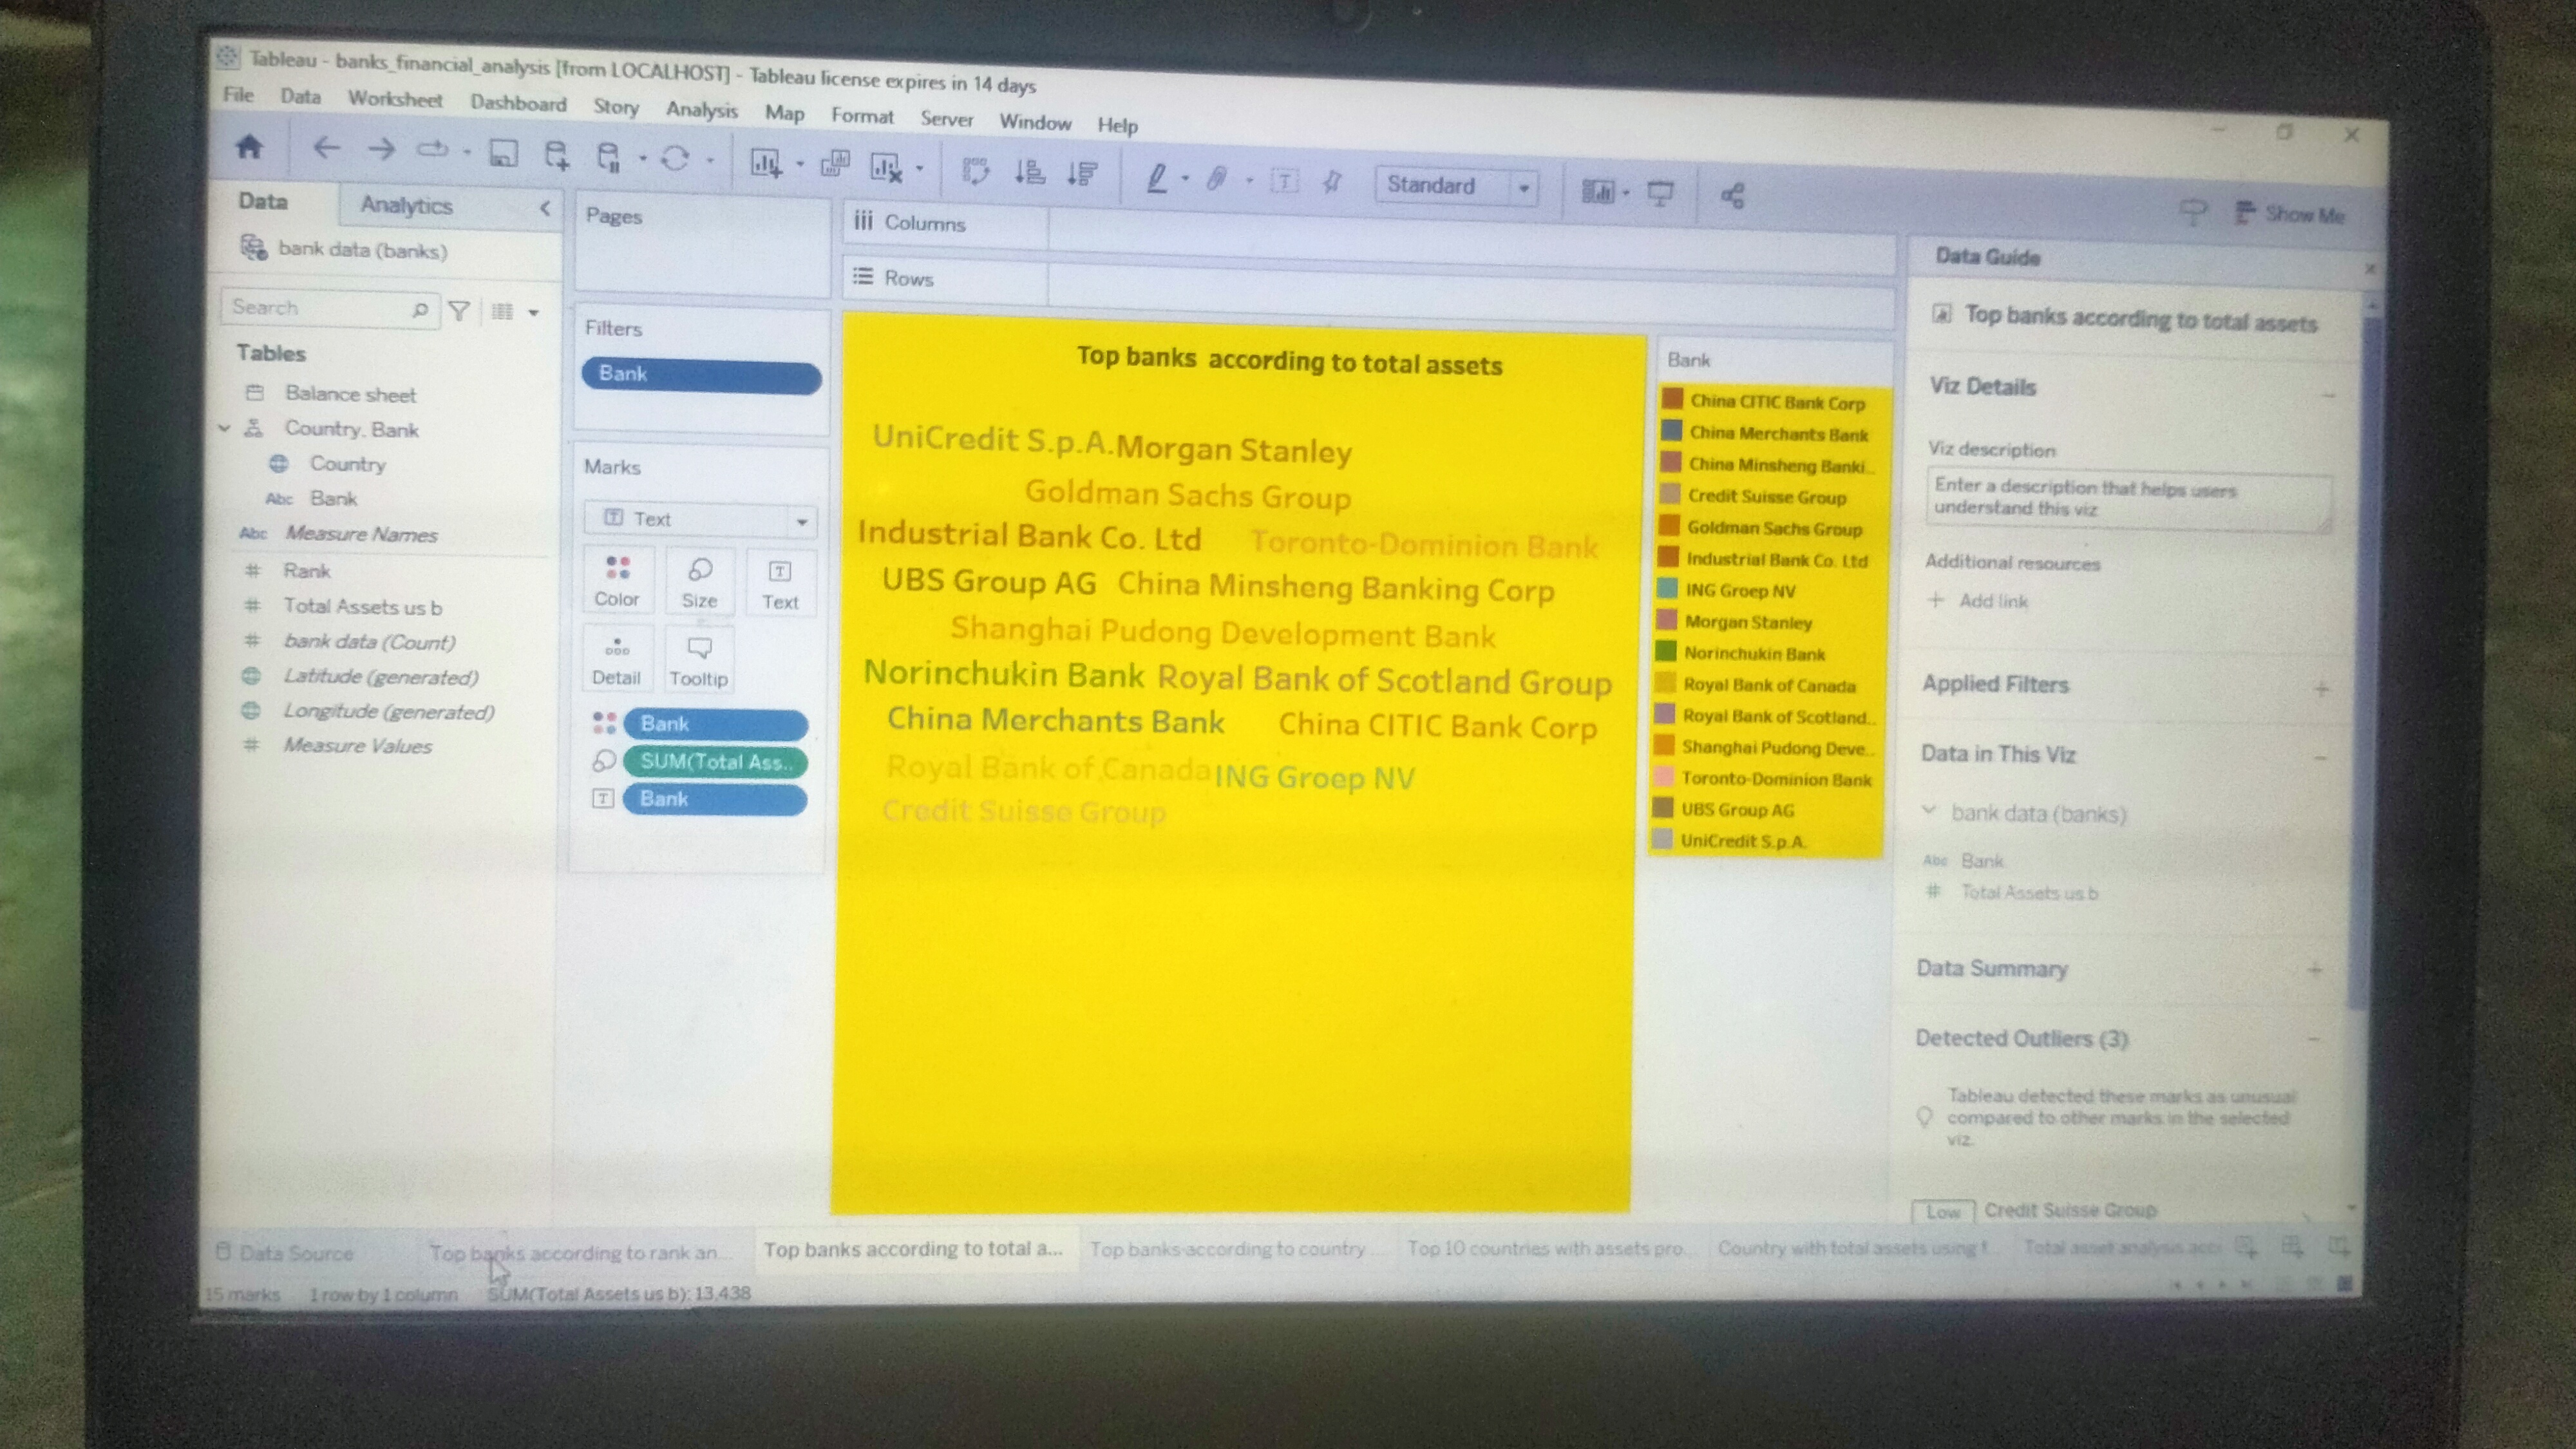 Tableau - banks_financial_analysis [from LOCALHOST] - Tableau license expires in 14 days
File Data Worksheet Dashboard Story Analysis Map Format Server Window Help
Standard
Show Me
Data Analytics
bank data (banks)
Search
Tables
Balance sheet
Country, Bank
Country
Abc Bank
Abc Measure Names
# Rank
# Total Assets us b
# bank data (Count)
Latitude (generated)
Longitude (generated)
# Measure Values
Pages
Filters
Bank
Marks
Text
Color Size Text
Detail Tooltip
Bank
SUM(Total Ass..
Bank
iii Columns
Rows
Top banks according to total assets
UniCredit S.p.A. Morgan Stanley
Goldman Sachs Group
Industrial Bank Co. Ltd Toronto-Dominion Bank
UBS Group AG China Minsheng Banking Corp
Shanghai Pudong Development Bank
Norinchukin Bank Royal Bank of Scotland Group
China Merchants Bank China CITIC Bank Corp
Royal Bank of Canada ING Groep NV
Credit Suisse Group
Bank
China CITIC Bank Corp
China Merchants Bank
China Minsheng Banki..
Credit Suisse Group
Goldman Sachs Group
Industrial Bank Co. Ltd
ING Groep NV
Morgan Stanley
Norinchukin Bank
Royal Bank of Canada
Royal Bank of Scotland..
Shanghai Pudong Deve..
Toronto-Dominion Bank
UBS Group AG
UniCredit S.p.A.
Data Guide
Top banks according to total assets
Viz Details
Viz description
Enter a description that helps users
understand this viz
Additional resources
+ Add link
Applied Filters
Data in This Viz
bank data (banks)
Abc Bank
# Total Assets us b
Data Summary
Detected Outliers (3)
Tableau detected these marks as unusual
compared to other marks in the selected
viz.
Low Credit Suisse Group
Data Source Top banks according to rank an... Top banks according to total a... Top banks according to country ... Top 10 countries with assets pro... Country with total assets using f... Total asset analysis
15 marks 1 row by 1 column SUM(Total Assets us b): 13,438